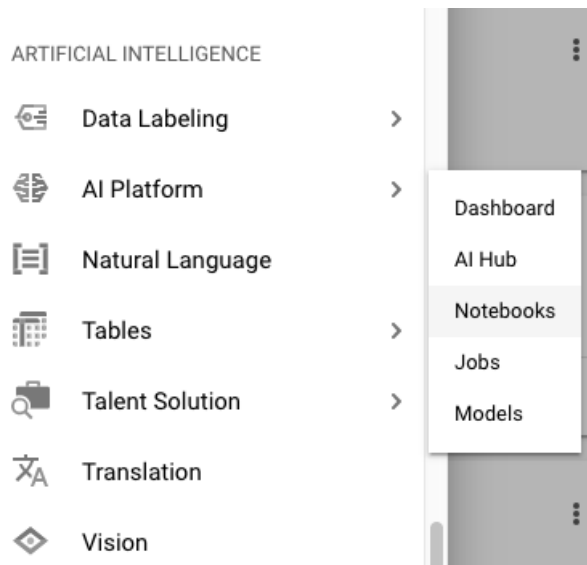 ARTIFICIAL INTELLIGENCE
Data Labeling
AI Platform
Natural Language
Tables
Talent Solution
Translation
Vision
Dashboard
AI Hub
Notebooks
Jobs
Models